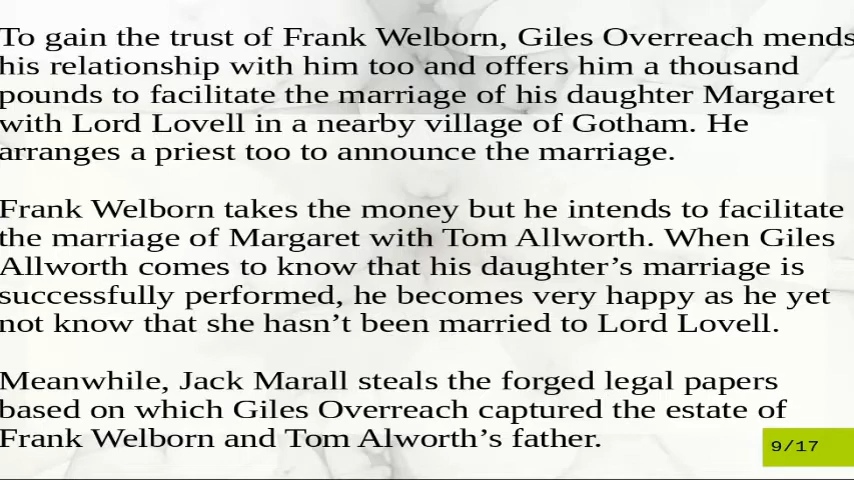 To gain the trust of Frank Welborn, Giles Overreach mends
his relationship with him too and offers him a thousand
pounds to facilitate the marriage of his daughter Margaret
with Lord Lovell in a nearby village of Gotham. He
arranges a priest too to announce the marriage.
Frank Welborn takes the money but he intends to facilitate
the marriage of Margaret with Tom Allworth. When Giles
Allworth comes to know that his daughter’s marriage is
successfully performed, he becomes very happy as he yet
not know that she hasn’t been married to Lord Lovell.
Meanwhile, Jack Marall steals the forged legal papers
based on which Giles Overreach captured the estate of
Frank Welborn and Tom Alworth’s father.
9/17